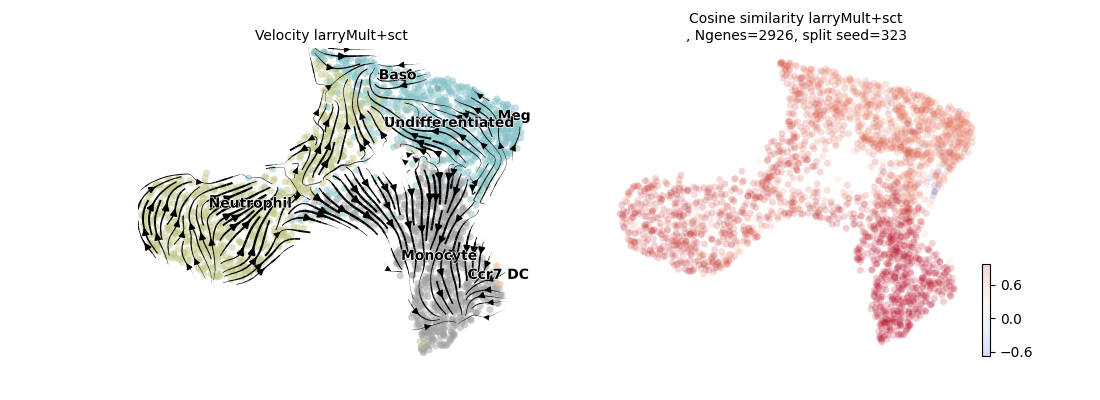 Velocity larryMult+sct
Baso
Meg
Undifferentiated
Neutrophil
Monocyte
Ccr7 DC
Cosine similarity larryMult+sct
, Ngenes=2926, split seed=323
0.6
0.0
−0.6